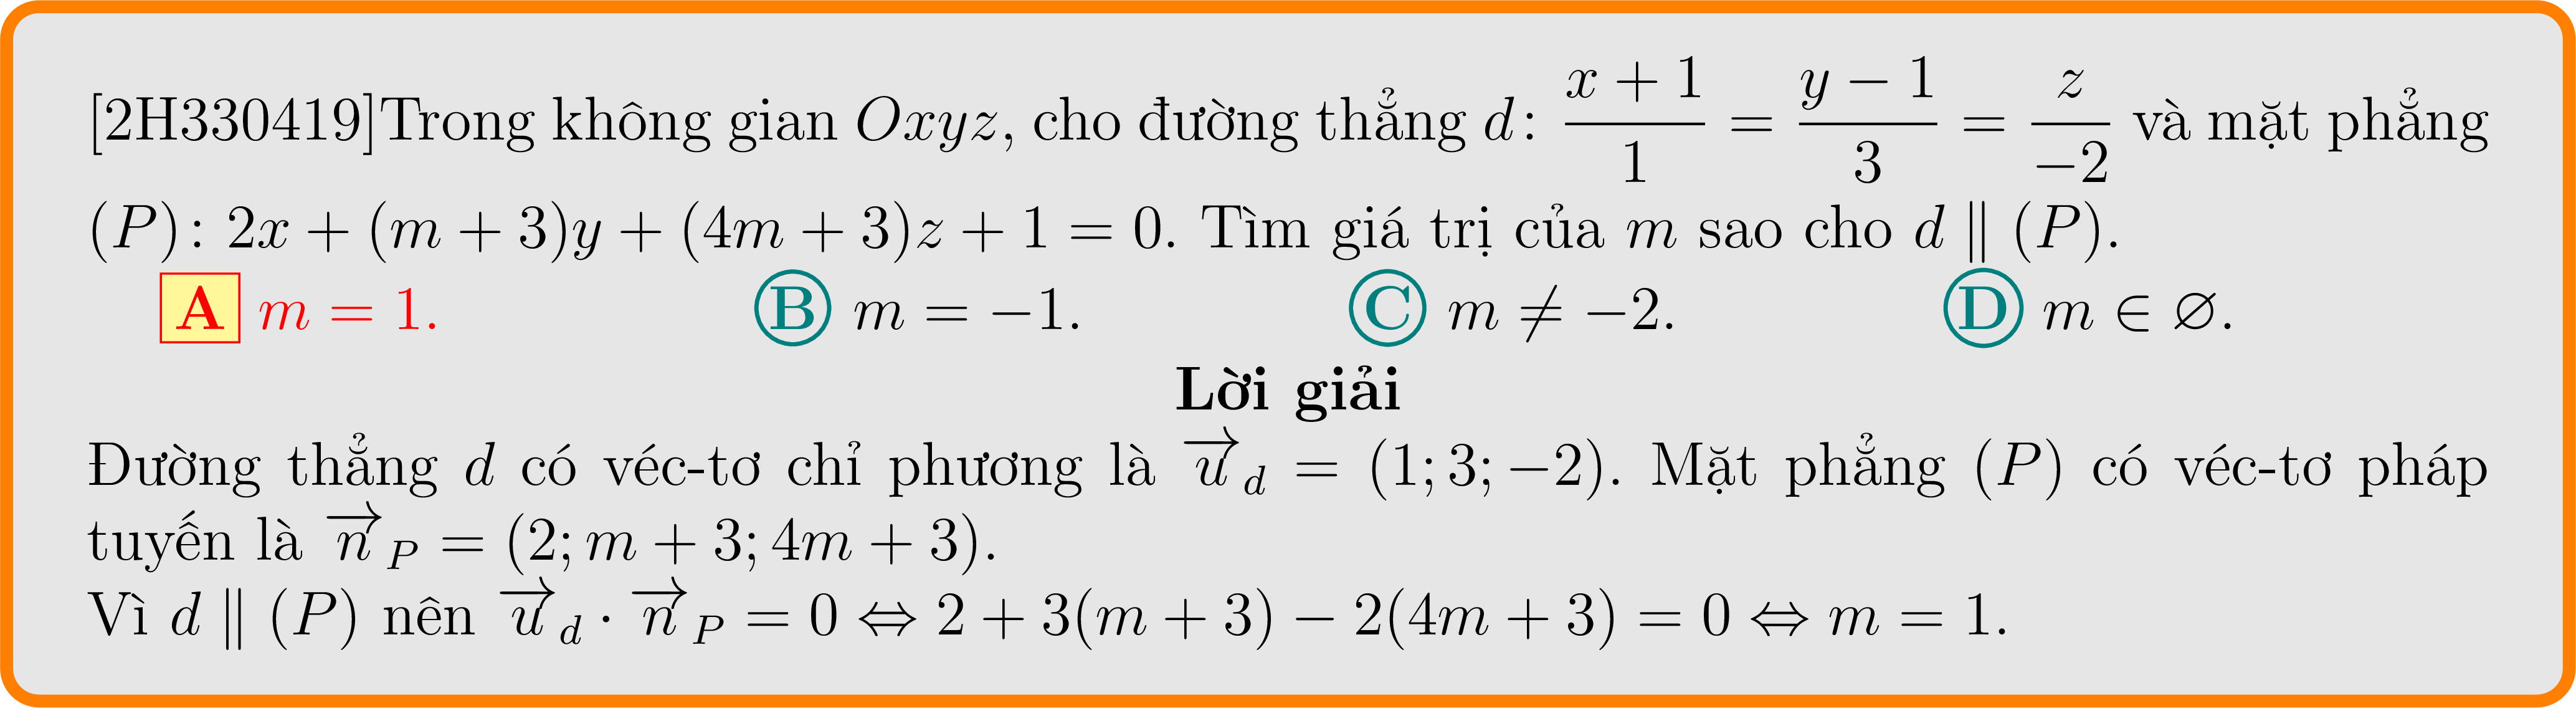 [2H330419]Trong không gian $Oxyz$, cho đường thẳng $d\colon \dfrac{x+1}{1} = \dfrac{y-1}{3} = \dfrac{z}{-2}$ và mặt phẳng
$(P)\colon 2x + (m+3)y + (4m+3)z + 1 = 0$. Tìm giá trị của $m$ sao cho $d \parallel (P)$.
A $m = 1$. B $m = -1$. C $m \neq -2$. D $m \in \varnothing$.
Lời giải
Đường thẳng $d$ có véc-tơ chỉ phương là $\overrightarrow{u}_d = (1; 3; -2)$. Mặt phẳng $(P)$ có véc-tơ pháp
tuyến là $\overrightarrow{n}_P = (2; m+3; 4m+3)$.
Vì $d \parallel (P)$ nên $\overrightarrow{u}_d \cdot \overrightarrow{n}_P = 0 \Leftrightarrow 2 + 3(m+3) - 2(4m+3) = 0 \Leftrightarrow m = 1$.